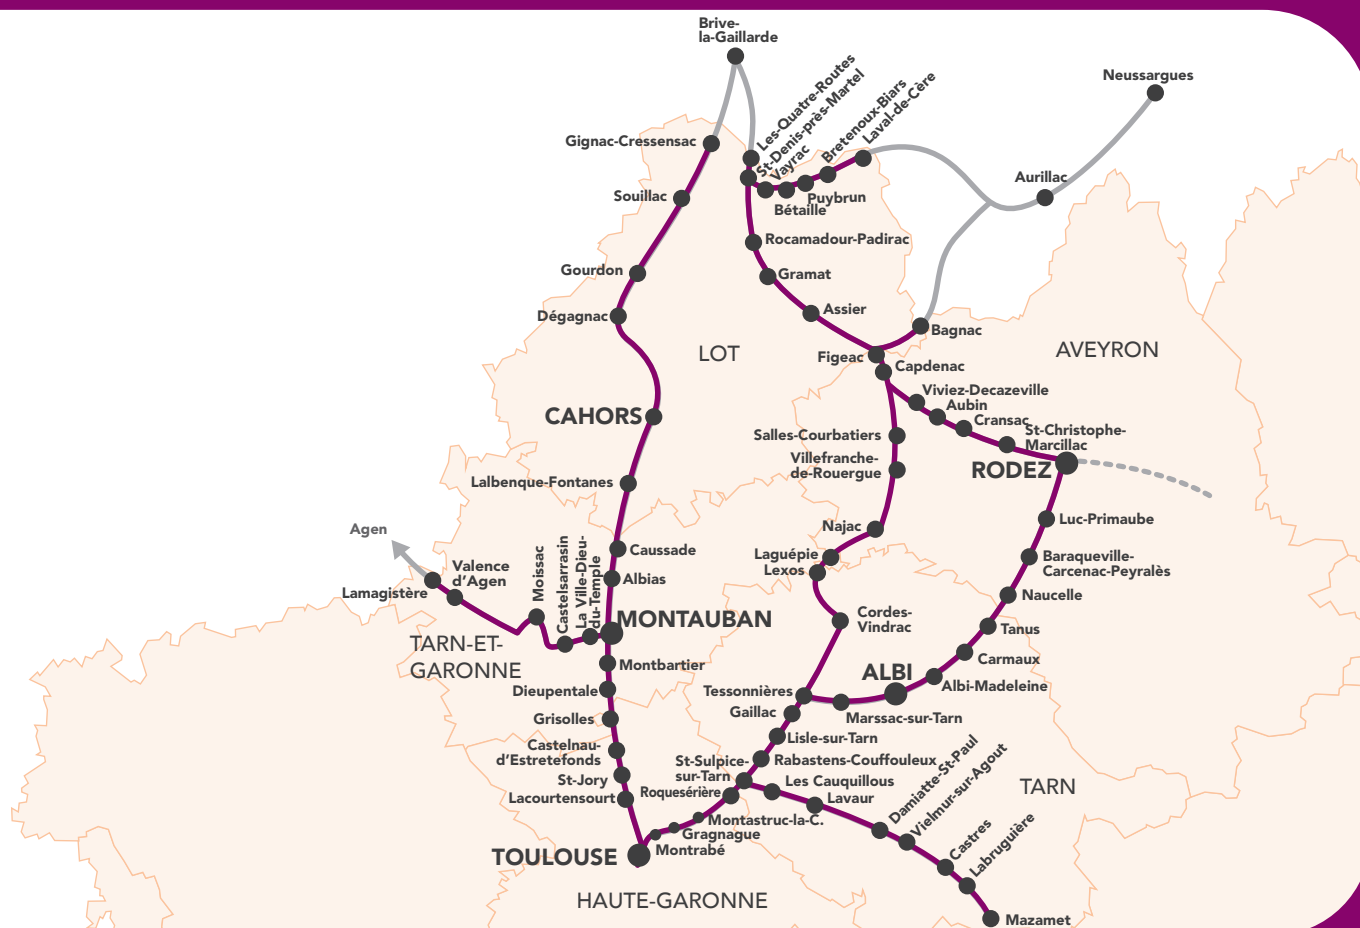 Brive-
la-Gaillarde
Neussargues
Les-Quatre-Routes
St-Denis-près-Martel
Vayrac
Bretenoux-Biars
Laval-de-Cère
Gignac-Cressensac
Aurillac
Souillac
Puybrun
Bétaille
Rocamadour-Padirac
Gourdon
Gramat
Dégagnac
Assier
Bagnac
LOT
AVEYRON
Figeac
Capdenac
Viviez-Decazeville
Aubin
Cransac
CAHORS
St-Christophe-
Marcillac
Salles-Courbatiers
Villefranche-
de-Rouergue
RODEZ
Lalbenque-Fontanes
Luc-Primaube
Najac
Agen
Caussade
Laguépie
Lexos
Baraqueville-
Carcenac-Peyralès
Valence
d'Agen
Lamagistère
Moissac
Castelsarrasin
La Ville-Dieu-
du-Temple
Albias
Naucelle
MONTAUBAN
Cordes-
Vindrac
Tanus
TARN-ET-
GARONNE
Montbartier
Carmaux
ALBI
Albi-Madeleine
Dieupentale
Tessonnières
Gaillac
Marssac-sur-Tarn
Grisolles
Lisle-sur-Tarn
Castelnau-
d'Estretefonds
Rabastens-Couffouleux
St-Sulpice-
sur-Tarn
St-Jory
Les Cauquillous
Damiatte-St-Paul
Vielmur-sur-Agout
TARN
Lacourtensourt
Roquesérière
Lavaur
Montastruc-la-C.
Gragnague
Montrabé
Castres
Labruguière
TOULOUSE
HAUTE-GARONNE
Mazamet